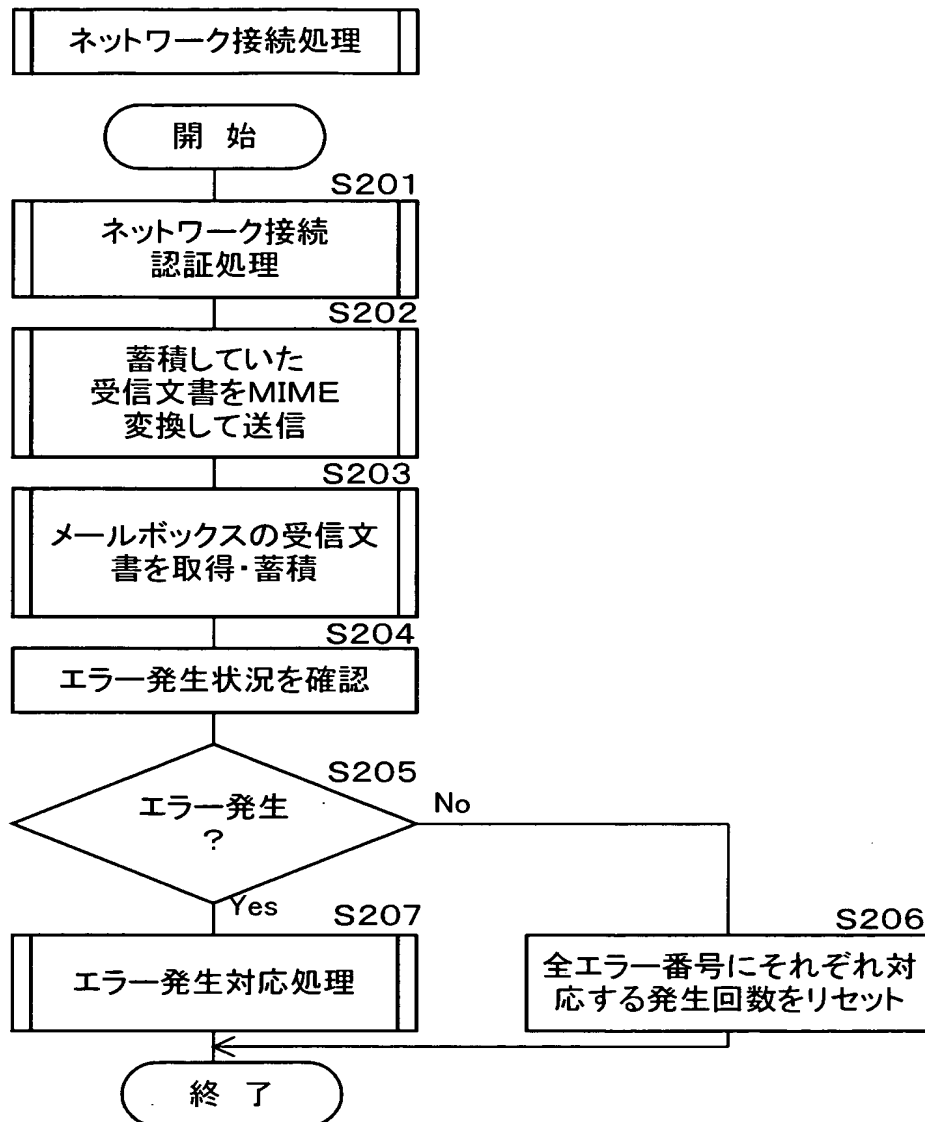 ネットワーク接続処理
開 始
S201
ネットワーク接続
認証処理
S202
蓄積していた
受信文書をMIME
変換して送信
S203
メールボックスの受信文
書を取得・蓄積
S204
エラー発生状況を確認
S205
エラー発生
?
No
Yes
S207
エラー発生対応処理
S206
全エラー番号にそれぞれ対
応する発生回数をリセット
終 了